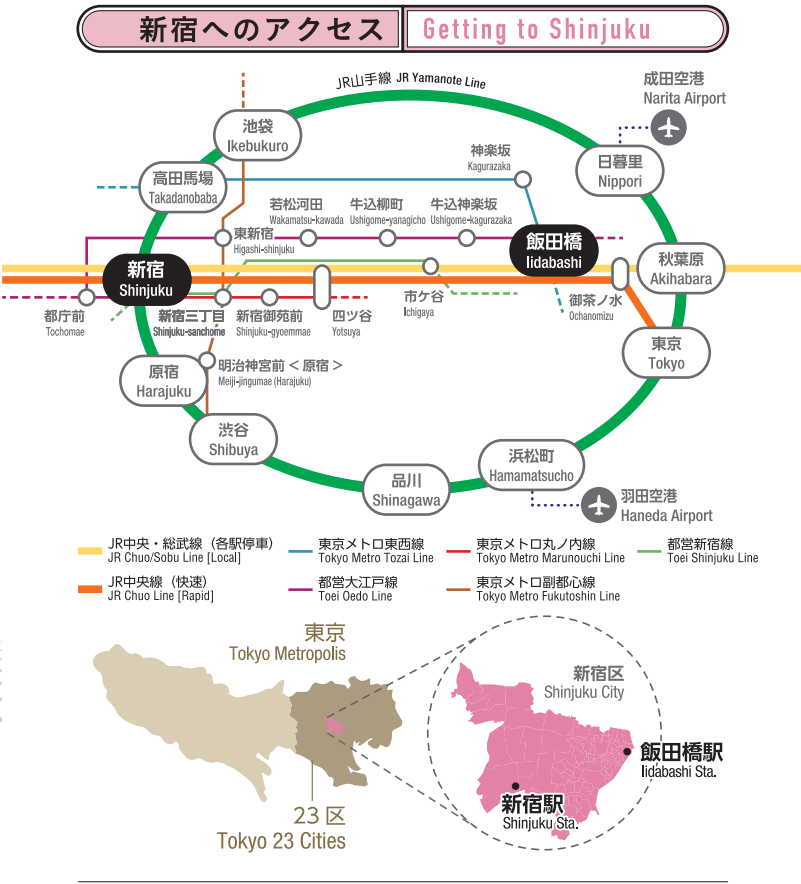 新宿へのアクセス
Getting to Shinjuku
JR山手線 JR Yamanote Line
成田空港
Narita Airport
池袋
Ikebukuro
日暮里
Nippori
神楽坂
Kagurazaka
高田馬場
Takadanobaba
若松河田
Wakamatsu-kawada
牛込柳町
Ushigome-yanagicho
牛込神楽坂
Ushigome-kagurazaka
東新宿
Higashi-shinjuku
飯田橋
Iidabashi
秋葉原
Akihabara
新宿
Shinjuku
都庁前
Tochomae
新宿三丁目
Shinjuku-sanchome
新宿御苑前
Shinjuku-gyoemmae
四ツ谷
Yotsuya
市ケ谷
Ichigaya
御茶ノ水
Ochanomizu
東京
Tokyo
原宿
Harajuku
明治神宮前 < 原宿 >
Meiji-jingumae (Harajuku)
渋谷
Shibuya
品川
Shinagawa
浜松町
Hamamatsucho
羽田空港
Haneda Airport
JR中央・総武線（各駅停車）
JR Chuo/Sobu Line [Local]
東京メトロ東西線
Tokyo Metro Tozai Line
東京メトロ丸ノ内線
Tokyo Metro Marunouchi Line
都営新宿線
Toei Shinjuku Line
JR中央線（快速）
JR Chuo Line [Rapid]
都営大江戸線
Toei Oedo Line
東京メトロ副都心線
Tokyo Metro Fukutoshin Line
東京
Tokyo Metropolis
新宿区
Shinjuku City
飯田橋駅
Iidabashi Sta.
新宿駅
Shinjuku Sta.
23区
Tokyo 23 Cities